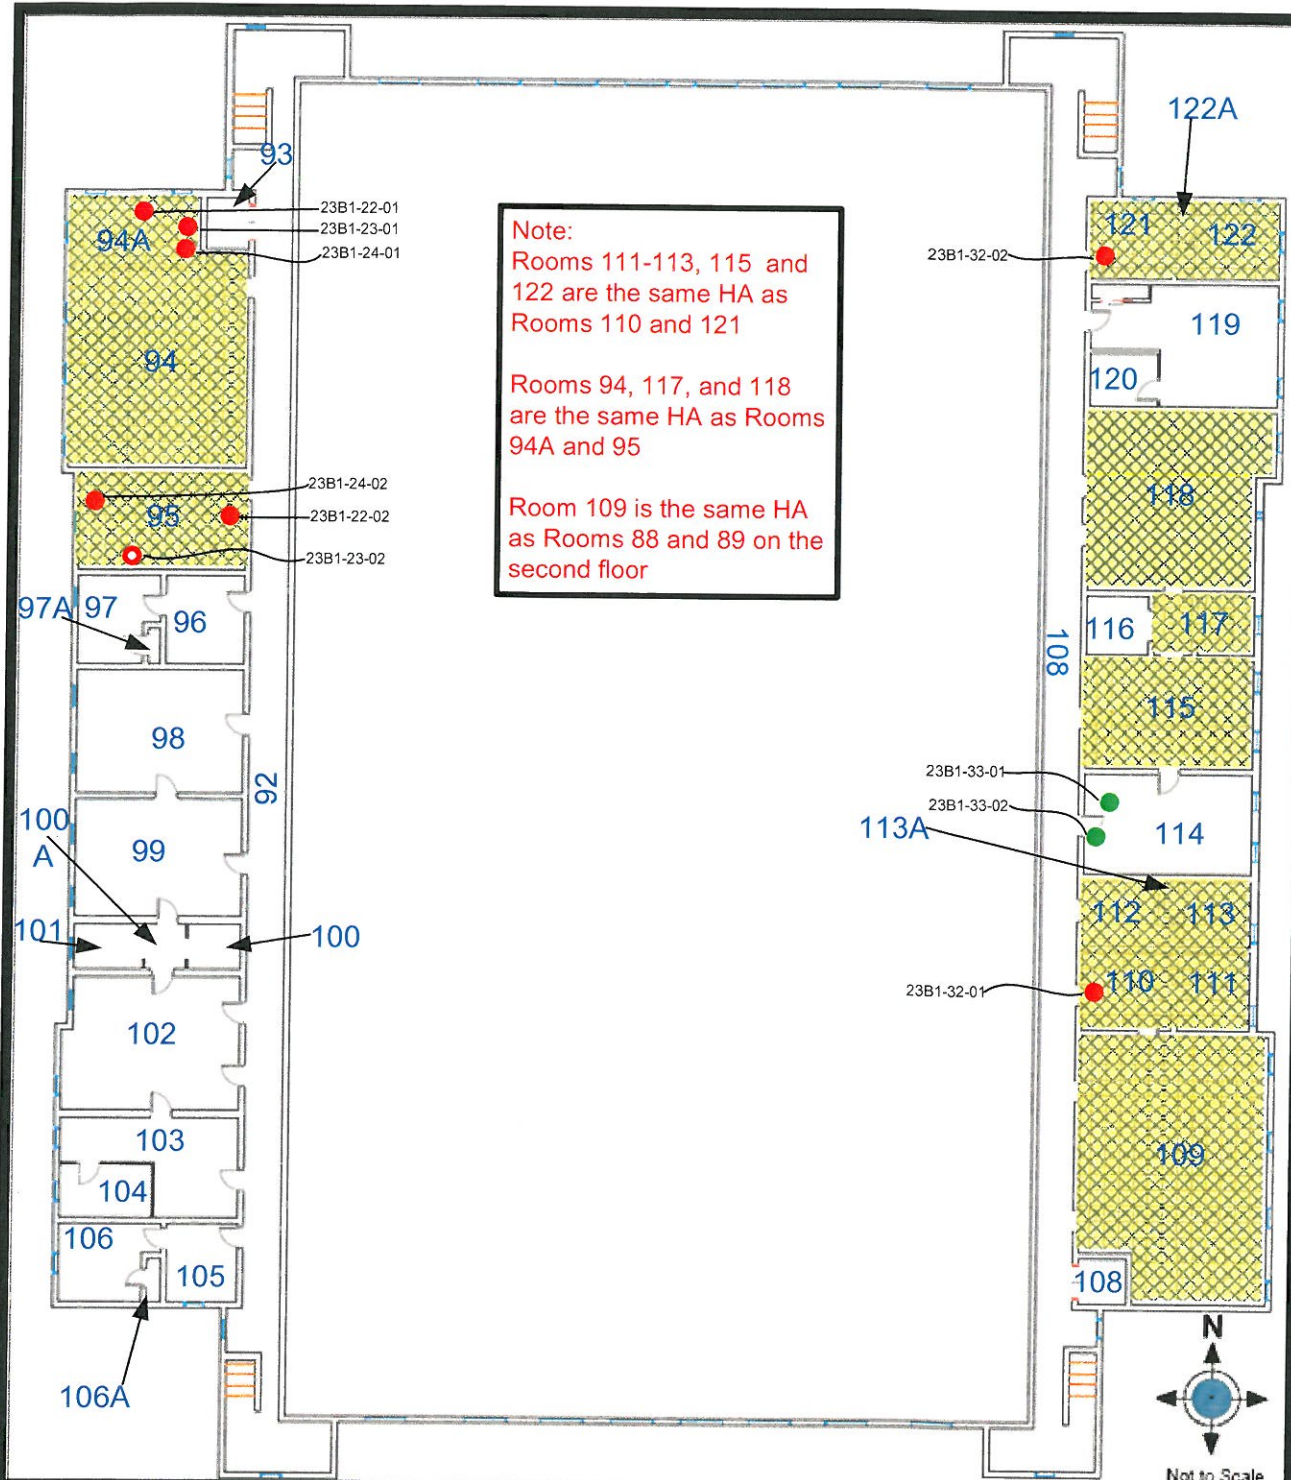 122A
93
23B1-22-01
23B1-23-01
94A
23B1-24-01
121
122
23B1-32-02
Note:
Rooms 111-113, 115 and
122 are the same HA as
Rooms 110 and 121
Rooms 94, 117, and 118
are the same HA as Rooms
94A and 95
Room 109 is the same HA
as Rooms 88 and 89 on the
second floor
119
94
120
23B1-24-02
118
95
23B1-22-02
23B1-23-02
97A
97
96
116
117
108
115
98
92
23B1-33-01
23B1-33-02
113A
114
100
A
99
112
113
101
100
110
111
23B1-32-01
102
103
109
104
106
105
108
106A
N
Not to Scale